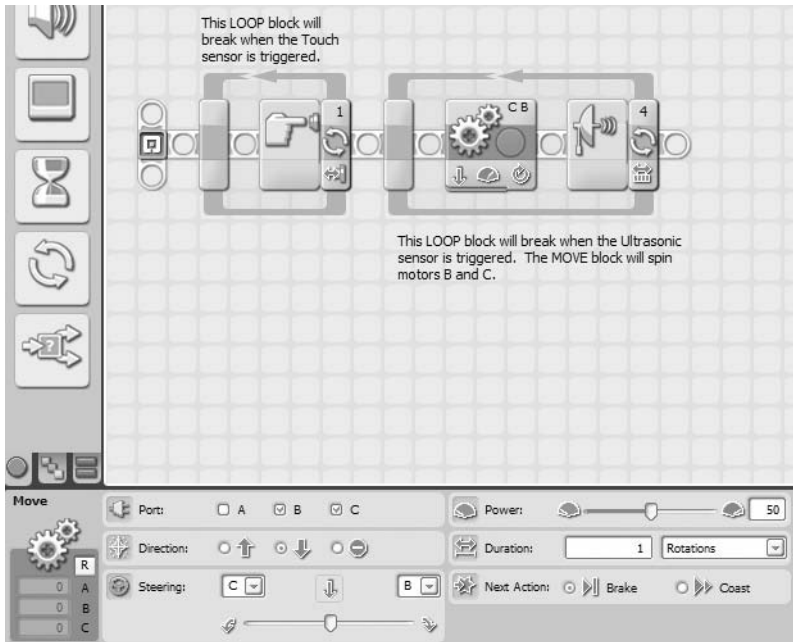 This LOOP block will
break when the Touch
sensor is triggered.
1
C B
4
This LOOP block will break when the Ultrasonic
sensor is triggered. The MOVE block will spin
motors B and C.
?
Move
R
0 A
0 B
0 C
Port: A B C
Direction:
Steering: C B
Power: 50
Duration: 1 Rotations
Next Action: Brake Coast